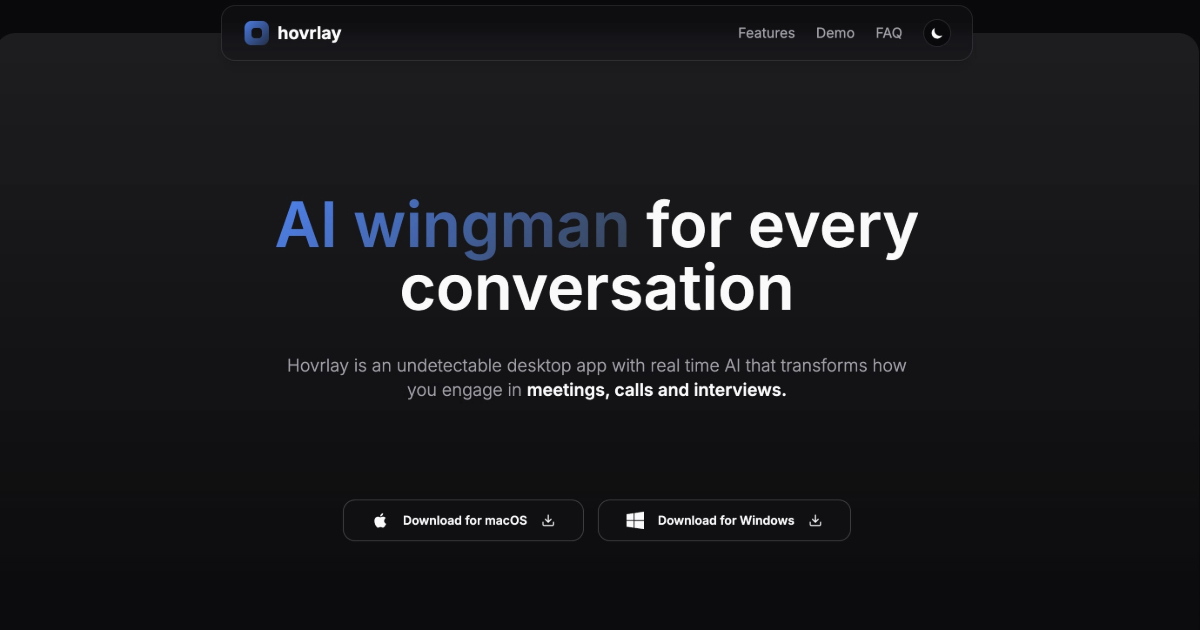 hovrlay
Features
Demo
FAQ
AI wingman for every
conversation
Hovrlay is an undetectable desktop app with real time AI that transforms how
you engage in meetings, calls and interviews.
Download for macOS
Download for Windows